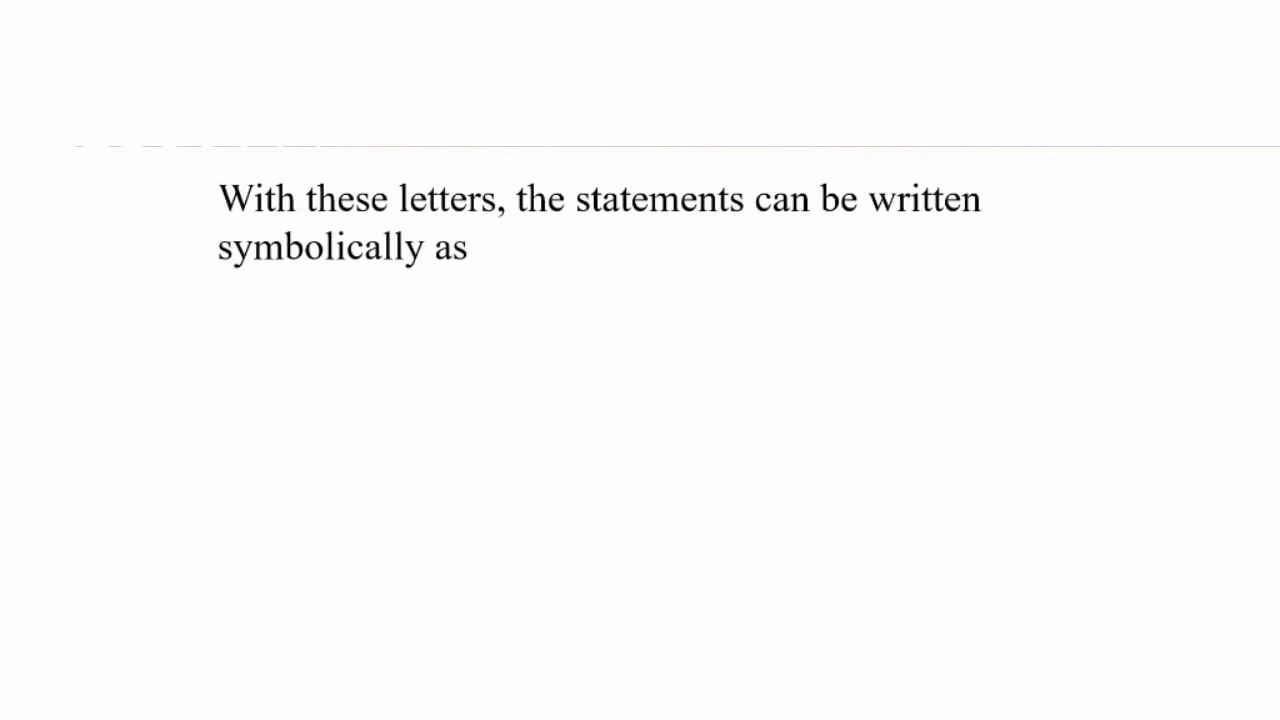 With these letters, the statements can be written
symbolically as